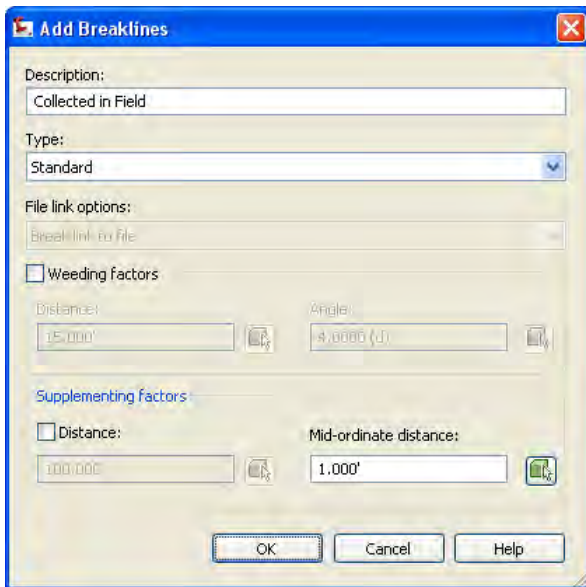 Add Breaklines
Description:
Collected in Field
Type:
Standard
File link options:
Break link to file
Weeding factors
Distance: Angle:
15.000' 4.0000 (d)
Supplementing factors
Distance: Mid-ordinate distance:
100.000' 1.000'
OK Cancel Help